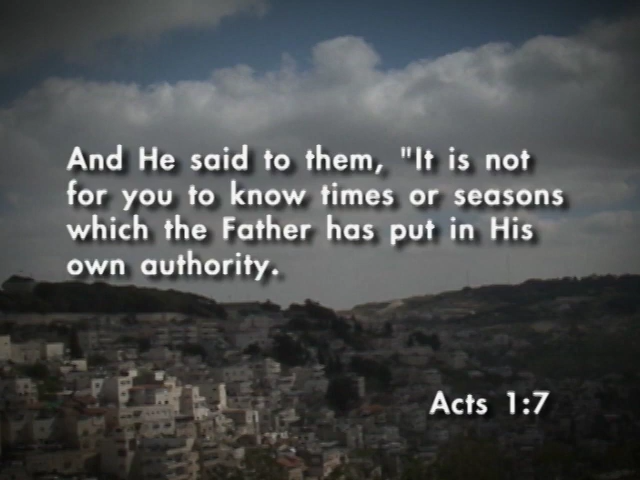 And He said to them, "It is not
for you to know times or seasons
which the Father has put in His
own authority.
Acts 1:7